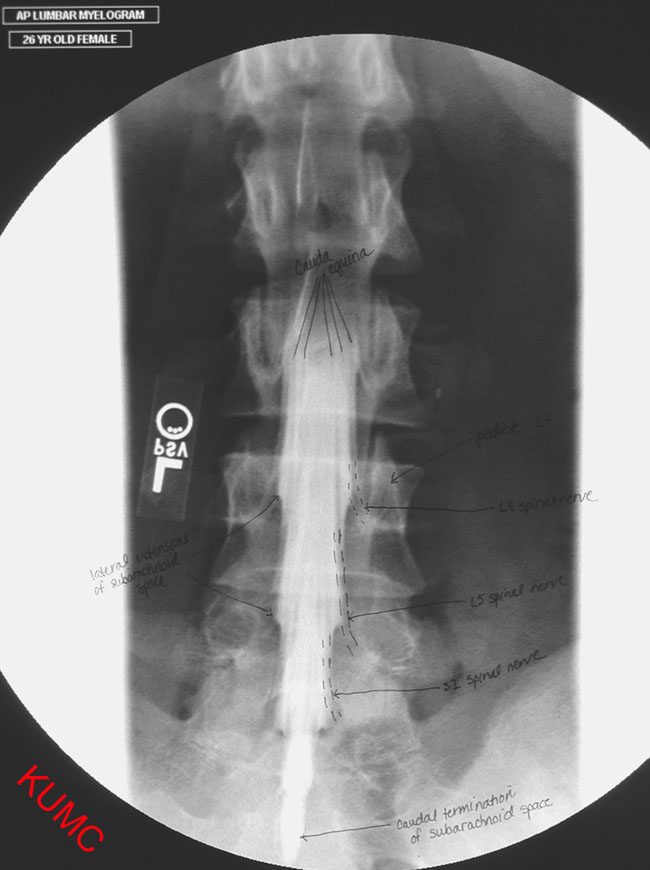 AP LUMBAR MYELOGRAM
26 YR OLD FEMALE
Cauda equina
PSV
L
pedicle L4
L4 spinal nerve
lateral extensions
of subarachnoid
space
L5 spinal nerve
S1 spinal nerve
KUMC
caudal termination
of subarachnoid space